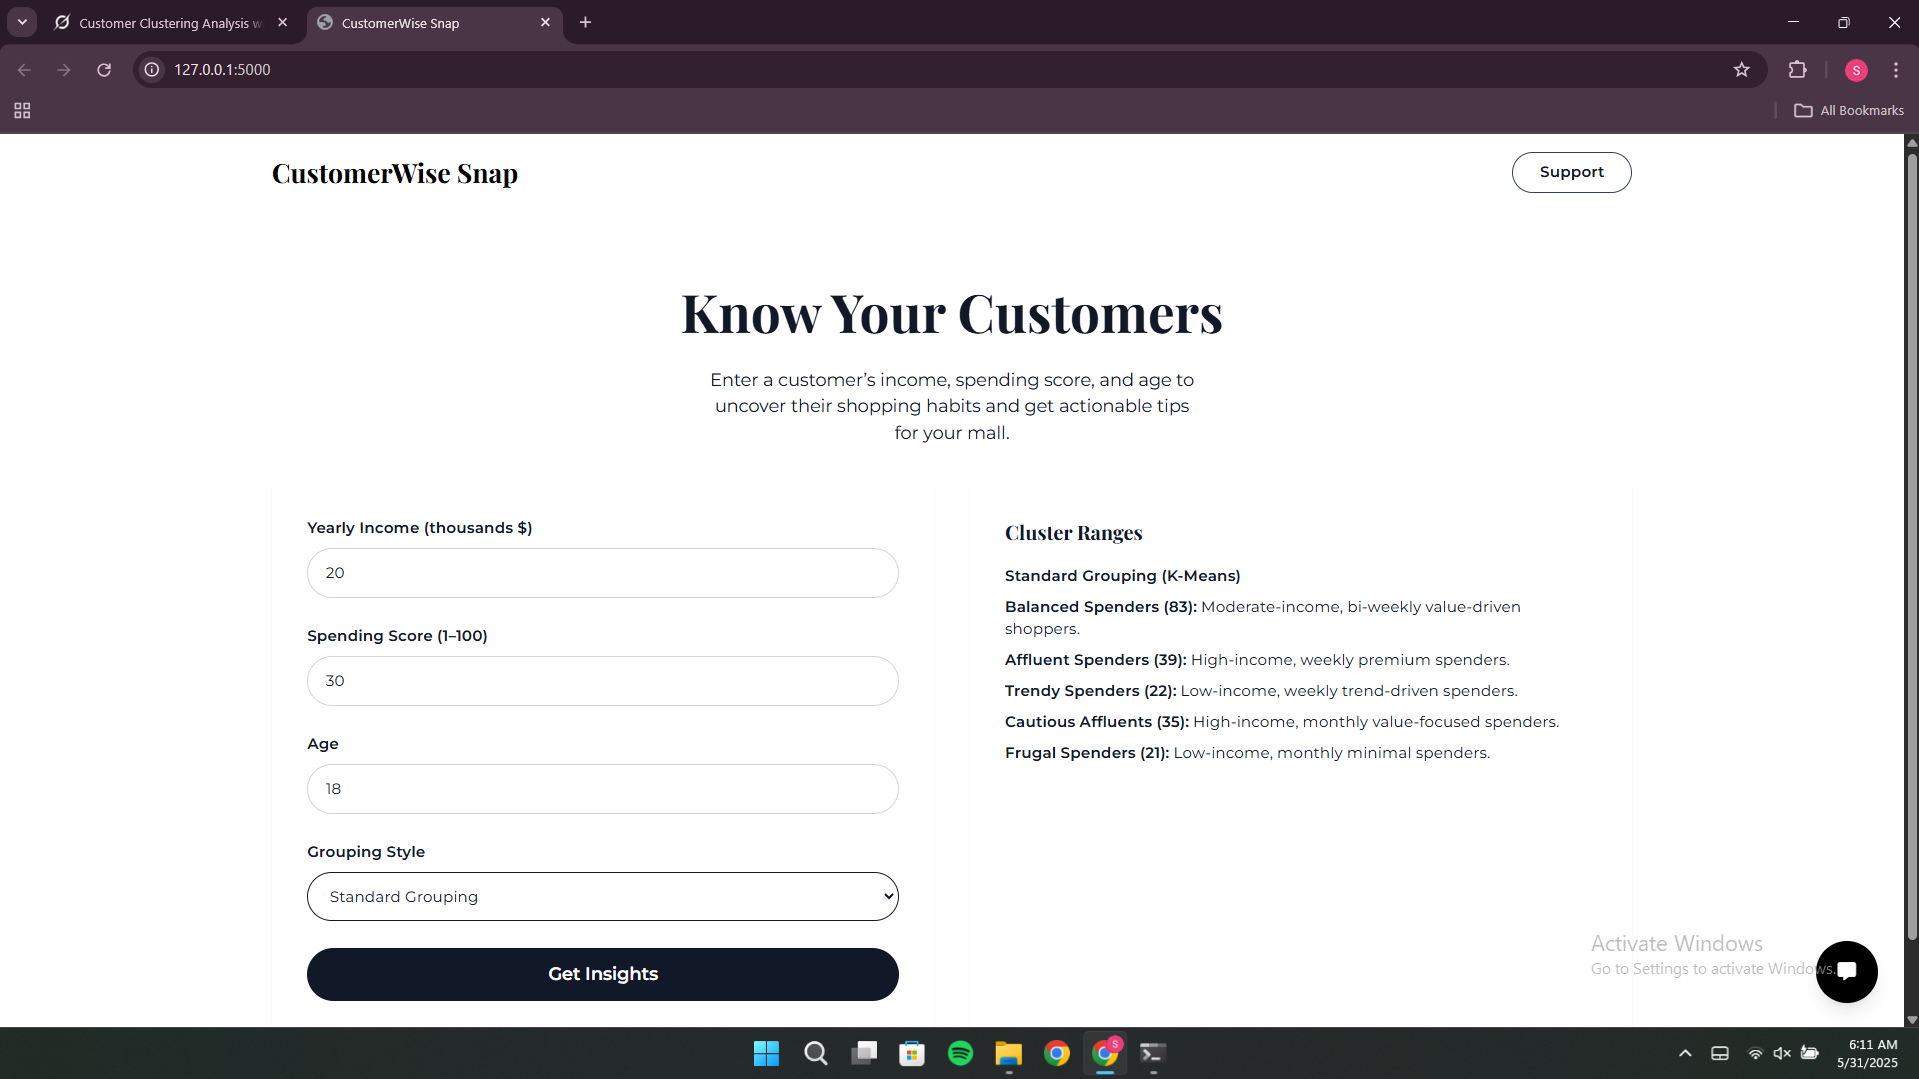 Customer Clustering Analysis w
CustomerWise Snap
127.0.0.1:5000
S
All Bookmarks
CustomerWise Snap
Support
Know Your Customers
Enter a customer’s income, spending score, and age to
uncover their shopping habits and get actionable tips
for your mall.
Yearly Income (thousands $)
20
Spending Score (1–100)
30
Age
18
Grouping Style
Standard Grouping
Get Insights
Cluster Ranges
Standard Grouping (K-Means)
Balanced Spenders (83): Moderate-income, bi-weekly value-driven
shoppers.
Affluent Spenders (39): High-income, weekly premium spenders.
Trendy Spenders (22): Low-income, weekly trend-driven spenders.
Cautious Affluents (35): High-income, monthly value-focused spenders.
Frugal Spenders (21): Low-income, monthly minimal spenders.
Activate Windows
Go to Settings to activate Windows.
S
6:11 AM
5/31/2025